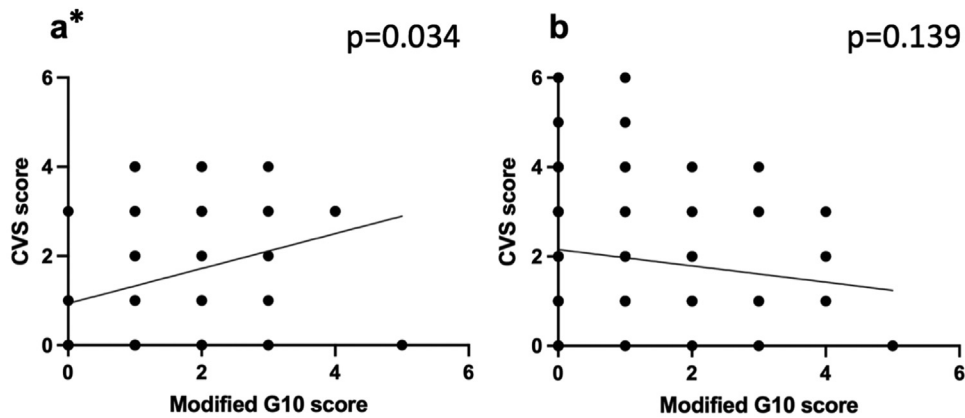 a*
p=0.034
6
4
2
0
CVS score
0 2 4 6
Modified G10 score
b
p=0.139
6
4
2
0
CVS score
0 2 4 6
Modified G10 score